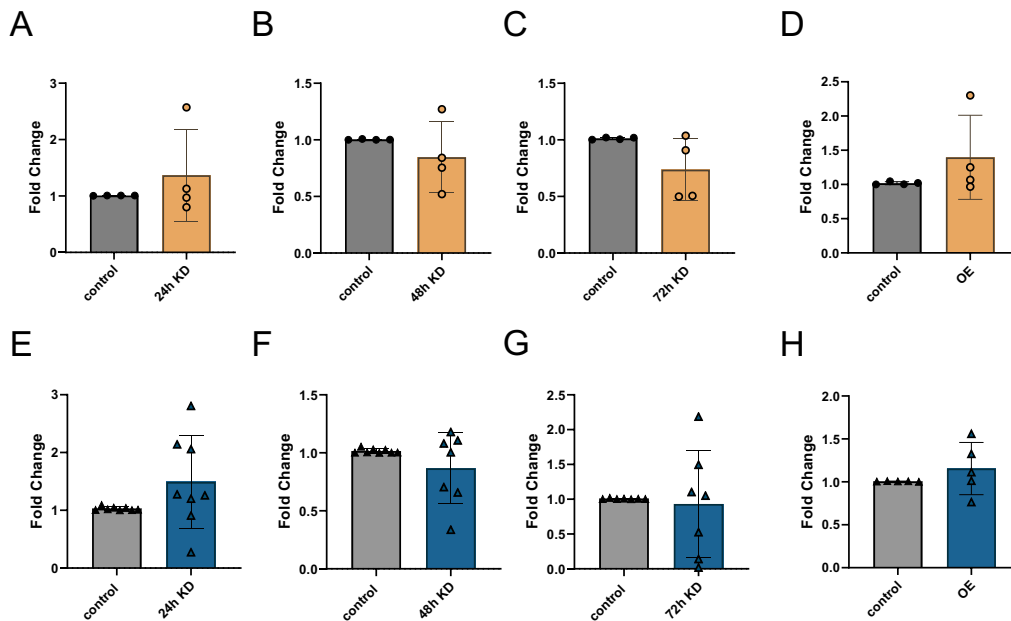 A
B
C
D
Fold Change
3
2
1
0
control
24h KD
Fold Change
1.5
1.0
0.5
0.0
control
48h KD
Fold Change
1.5
1.0
0.5
0.0
control
72h KD
Fold Change
2.5
2.0
1.5
1.0
0.5
0.0
control
OE
E
F
G
H
Fold Change
3
2
1
0
control
24h KD
Fold Change
1.5
1.0
0.5
0.0
control
48h KD
Fold Change
2.5
2.0
1.5
1.0
0.5
0.0
control
72h KD
Fold Change
2.0
1.5
1.0
0.5
0.0
control
OE